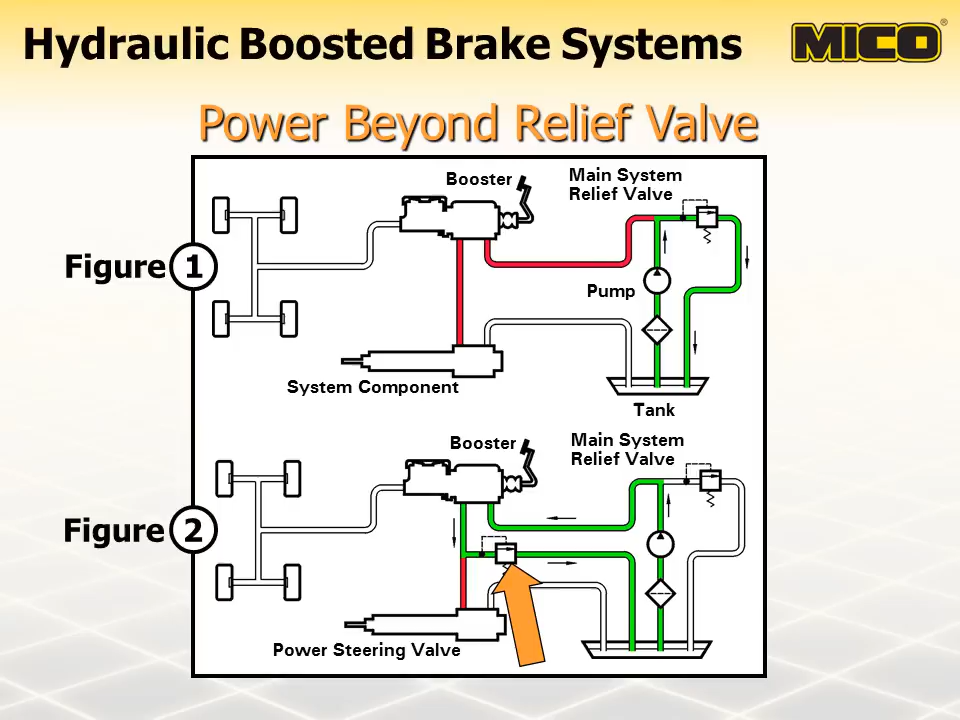 Hydraulic Boosted Brake Systems
MICO®
Power Beyond Relief Valve
Booster
Main System
Relief Valve
Figure 1
Pump
System Component
Tank
Booster
Main System
Relief Valve
Figure 2
Power Steering Valve